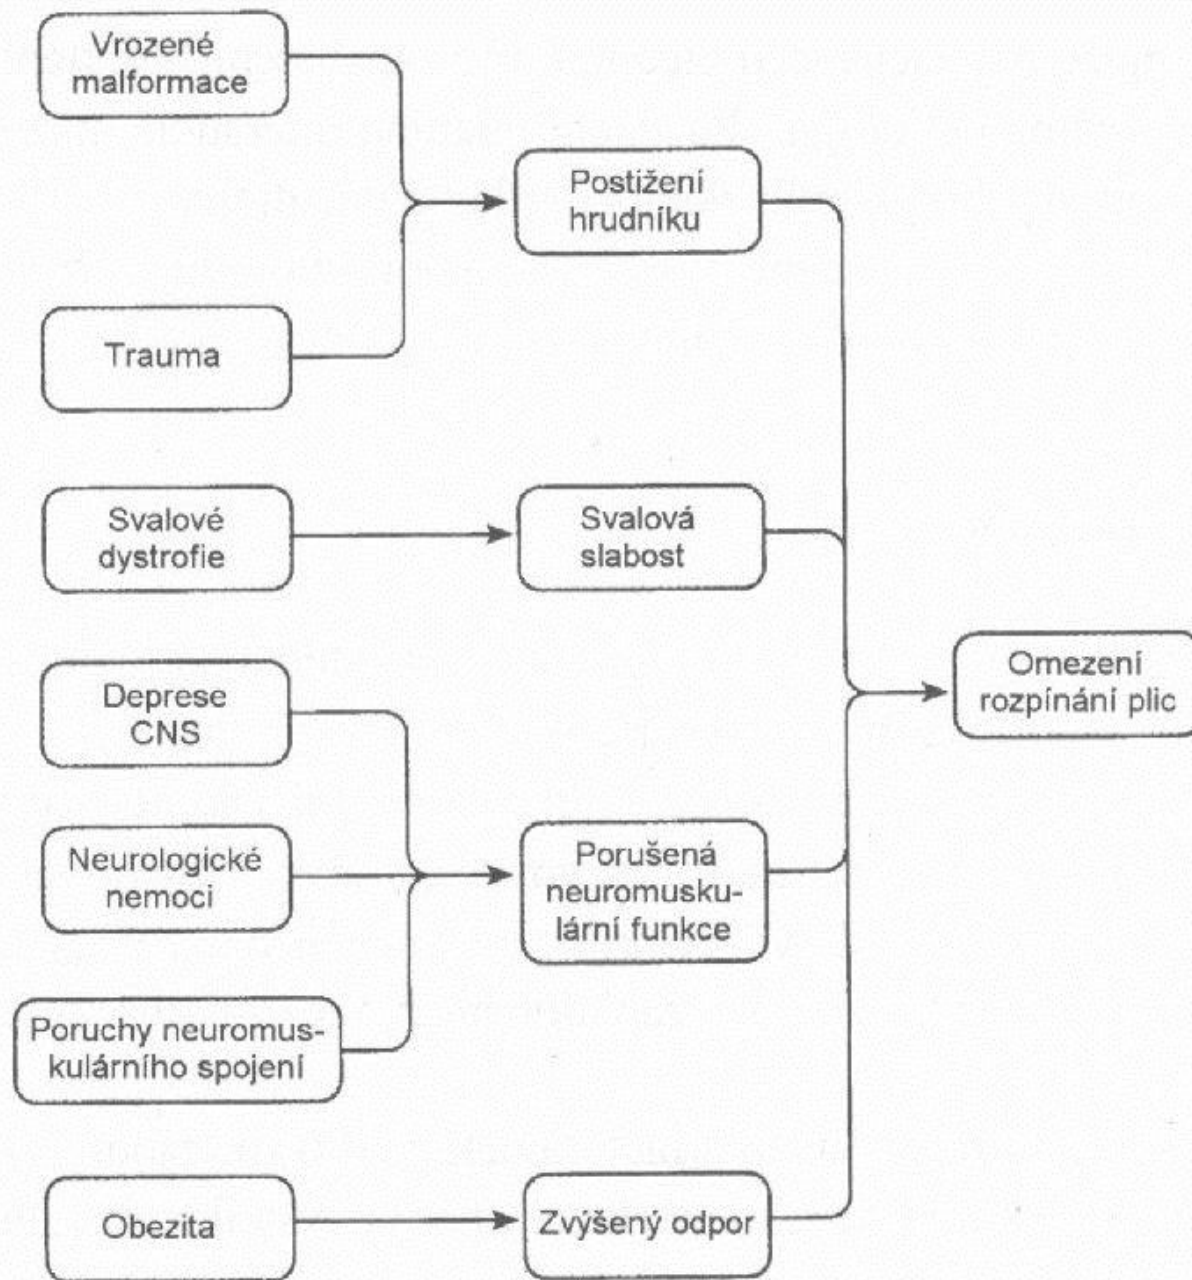 Vrozené
malformace
Postižení
hrudníku
Trauma
Svalové
dystrofie
Svalová
slabost
Omezení
rozpínání plic
Deprese
CNS
Neurologické
nemoci
Porušená
neuromusku-
lární funkce
Poruchy neuromus-
kulárního spojení
Obezita
Zvýšený odpor